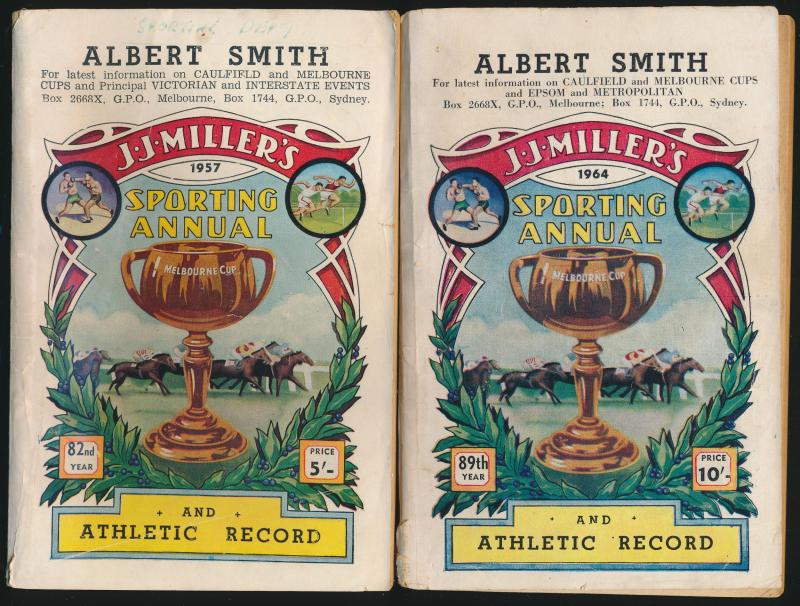 SPORTING DEPT
ALBERT SMITH
For latest information on CAULFIELD and MELBOURNE
CUPS and Principal VICTORIAN and INTERSTATE EVENTS
Box 2668X, G.P.O., Melbourne, Box 1744, G.P.O., Sydney.
J.J. MILLER'S
1957
SPORTING
ANNUAL
MELBOURNE CUP
82nd
YEAR
PRICE
5'-
+ AND +
ATHLETIC RECORD
ALBERT SMITH
For latest information on CAULFIELD and MELBOURNE CUPS
and EPSOM and METROPOLITAN
Box 2682X, G.P.O., Melbourne; Box 1744, G.P.O., Sydney.
J.J. MILLER'S
1964
SPORTING
ANNUAL
MELBOURNE CUP
89th
YEAR
PRICE
10'-
+ AND +
ATHLETIC RECORD